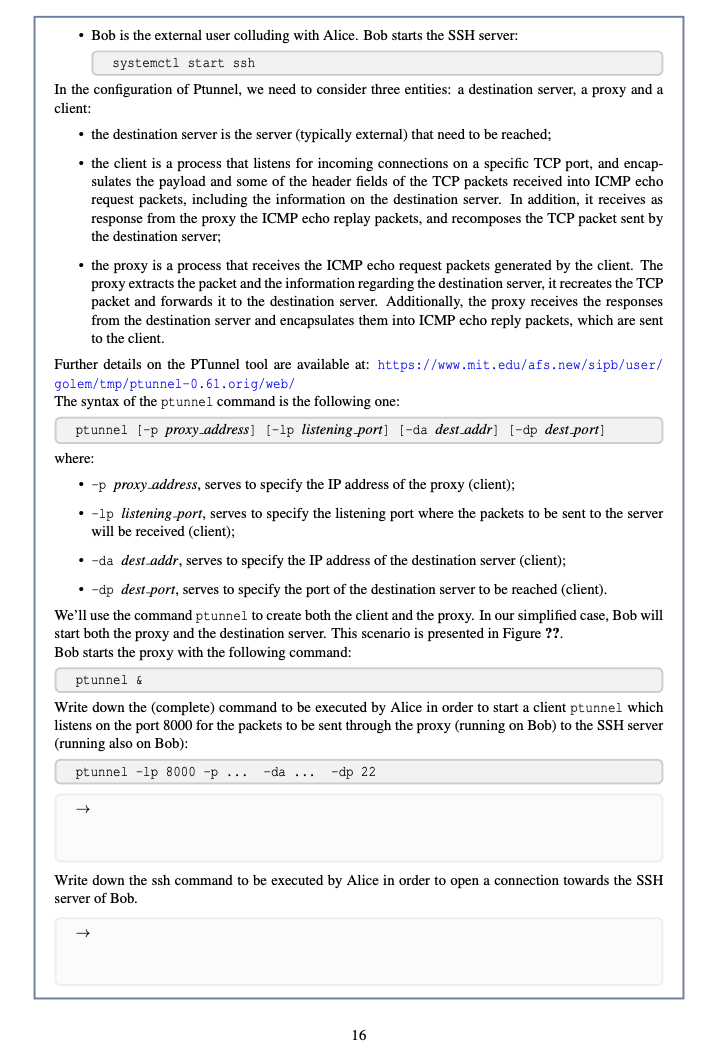 • Bob is the external user colluding with Alice. Bob starts the SSH server:
systemctl start ssh
In the configuration of Ptunnel, we need to consider three entities: a destination server, a proxy and a
client:
• the destination server is the server (typically external) that need to be reached;
• the client is a process that listens for incoming connections on a specific TCP port, and encap-
sulates the payload and some of the header fields of the TCP packets received into ICMP echo
request packets, including the information on the destination server. In addition, it receives as
response from the proxy the ICMP echo replay packets, and recomposes the TCP packet sent by
the destination server;
• the proxy is a process that receives the ICMP echo request packets generated by the client. The
proxy extracts the packet and the information regarding the destination server, it recreates the TCP
packet and forwards it to the destination server. Additionally, the proxy receives the responses
from the destination server and encapsulates them into ICMP echo reply packets, which are sent
to the client.
Further details on the PTunnel tool are available at: https://www.mit.edu/afs.new/sipb/user/
golem/tmp/ptunnel-0.61.orig/web/
The syntax of the ptunnel command is the following one:
ptunnel [-p proxy_address] [-lp listening_port] [-da dest_addr] [-dp dest_port]
where:
• -p proxy_address, serves to specify the IP address of the proxy (client);
• -lp listening_port, serves to specify the listening port where the packets to be sent to the server
will be received (client);
• -da dest_addr, serves to specify the IP address of the destination server (client);
• -dp dest_port, serves to specify the port of the destination server to be reached (client).
We'll use the command ptunnel to create both the client and the proxy. In our simplified case, Bob will
start both the proxy and the destination server. This scenario is presented in Figure ??.
Bob starts the proxy with the following command:
ptunnel &
Write down the (complete) command to be executed by Alice in order to start a client ptunnel which
listens on the port 8000 for the packets to be sent through the proxy (running on Bob) to the SSH server
(running also on Bob):
ptunnel -lp 8000 -p ... -da ... -dp 22
→
Write down the ssh command to be executed by Alice in order to open a connection towards the SSH
server of Bob.
→
16